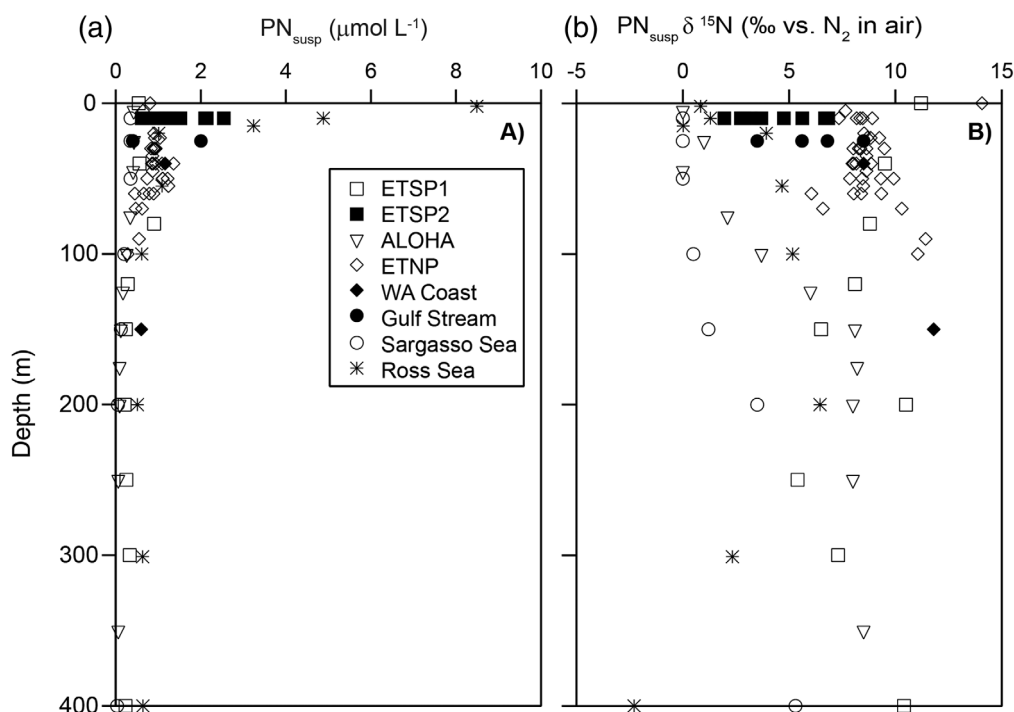 (a)
PNsusp (μmol L-1)
0 2 4 6 8 10
A)
ETSP1
ETSP2
ALOHA
ETNP
WA Coast
Gulf Stream
Sargasso Sea
Ross Sea
Depth (m)
0
100
200
300
400
(b)
PNsusp δ 15N (‰ vs. N2 in air)
-5 0 5 10 15
B)